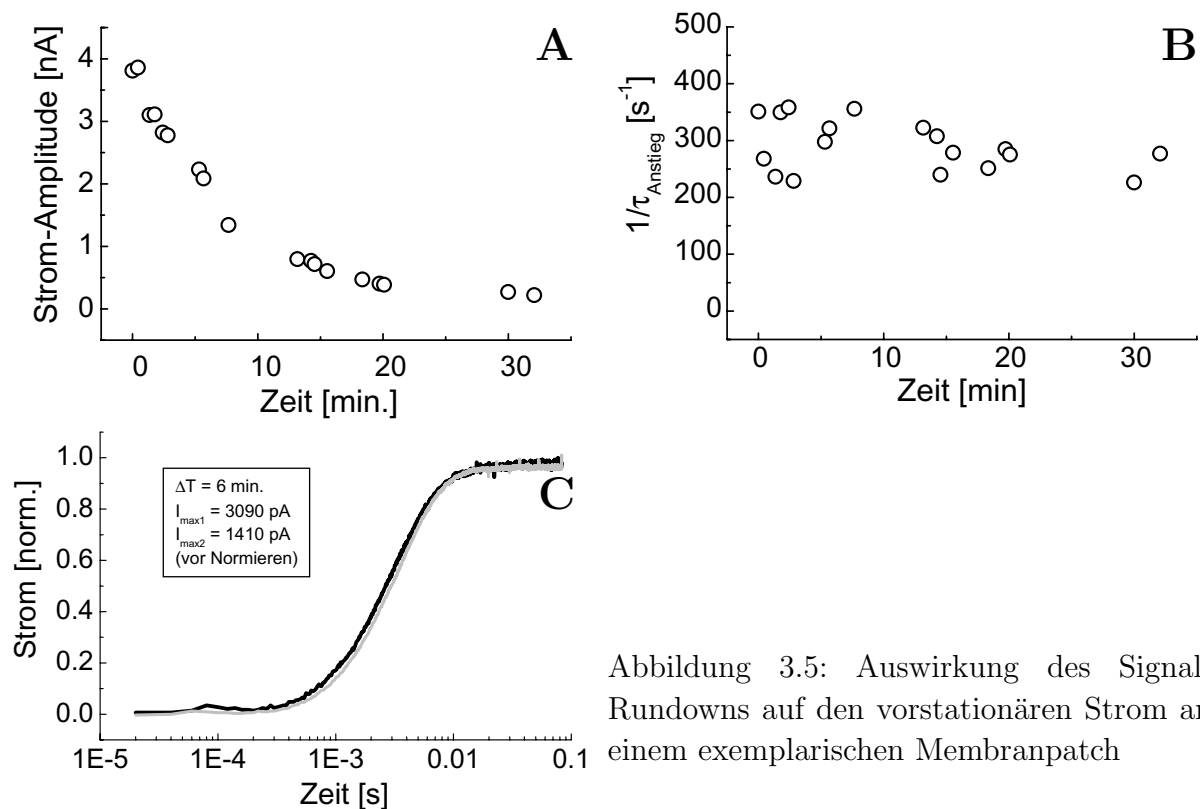 A
Strom-Amplitude [nA]
4
3
2
1
0
0 10 20 30
Zeit [min.]
B
1/τAnstieg [s-1]
500
400
300
200
100
0
0 10 20 30
Zeit [min]
C
Strom [norm.]
1.0
0.8
0.6
0.4
0.2
0.0
ΔT = 6 min.
Imax1 = 3090 pA
Imax2 = 1410 pA
(vor Normieren)
1E-5 1E-4 1E-3 0.01 0.1
Zeit [s]
Abbildung 3.5: Auswirkung des Signal
Rundowns auf den vorstationären Strom an
einem exemplarischen Membranpatch